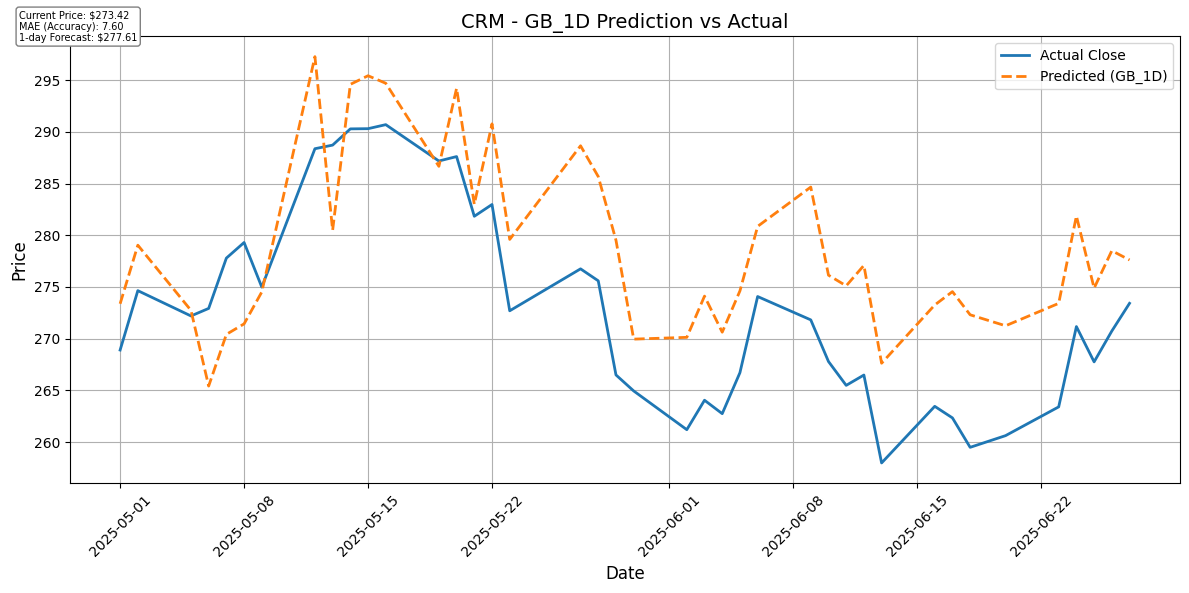 Current Price: $273.42
MAE (Accuracy): 7.60
1-day Forecast: $277.61
CRM - GB_1D Prediction vs Actual
Actual Close
Predicted (GB_1D)
Price
295
290
285
280
275
270
265
260
2025-05-01
2025-05-08
2025-05-15
2025-05-22
2025-06-01
2025-06-08
2025-06-15
2025-06-22
Date